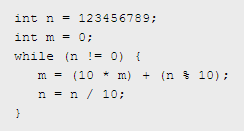 int n = 123456789;
int m = 0;
while (n != 0) {
   m = (10 * m) + (n % 10);
   n = n / 10;
}